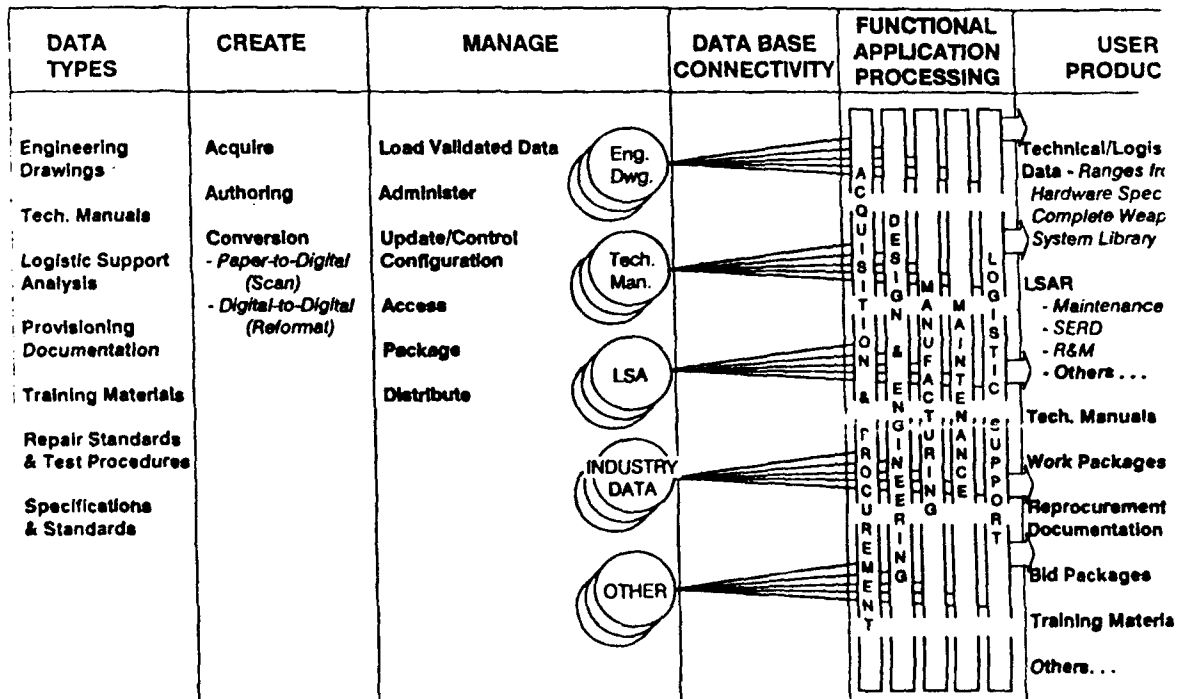 DATA
TYPES
CREATE
MANAGE
DATA BASE
CONNECTIVITY
FUNCTIONAL
APPLICATION
PROCESSING
USER
PRODUC
Engineering
Drawings
Tech. Manuals
Logistic Support
Analysis
Provisioning
Documentation
Training Materials
Repair Standards
& Test Procedures
Specifications
& Standards
Acquire
Authoring
Conversion
- Paper-to-Digital
(Scan)
- Digital-to-Digital
(Reformat)
Load Validated Data
Administer
Update/Control
Configuration
Access
Package
Distribute
Eng.
Dwg.
Tech.
Man.
LSA
INDUSTRY
DATA
OTHER
ACQUISITION & PROCUREMENT
DESIGN & ENGINEERING
MANUFACTURING
MAINTENANCE
LOGISTIC SUPPORT
Technical/Logis
Data - Ranges fr
Hardware Spec
Complete Weap
System Library
LSAR
- Maintenance
- SERD
- R&M
- Others . . .
Tech. Manuals
Work Packages
Reprocurement
Documentation
Bid Packages
Training Materia
Others. . .